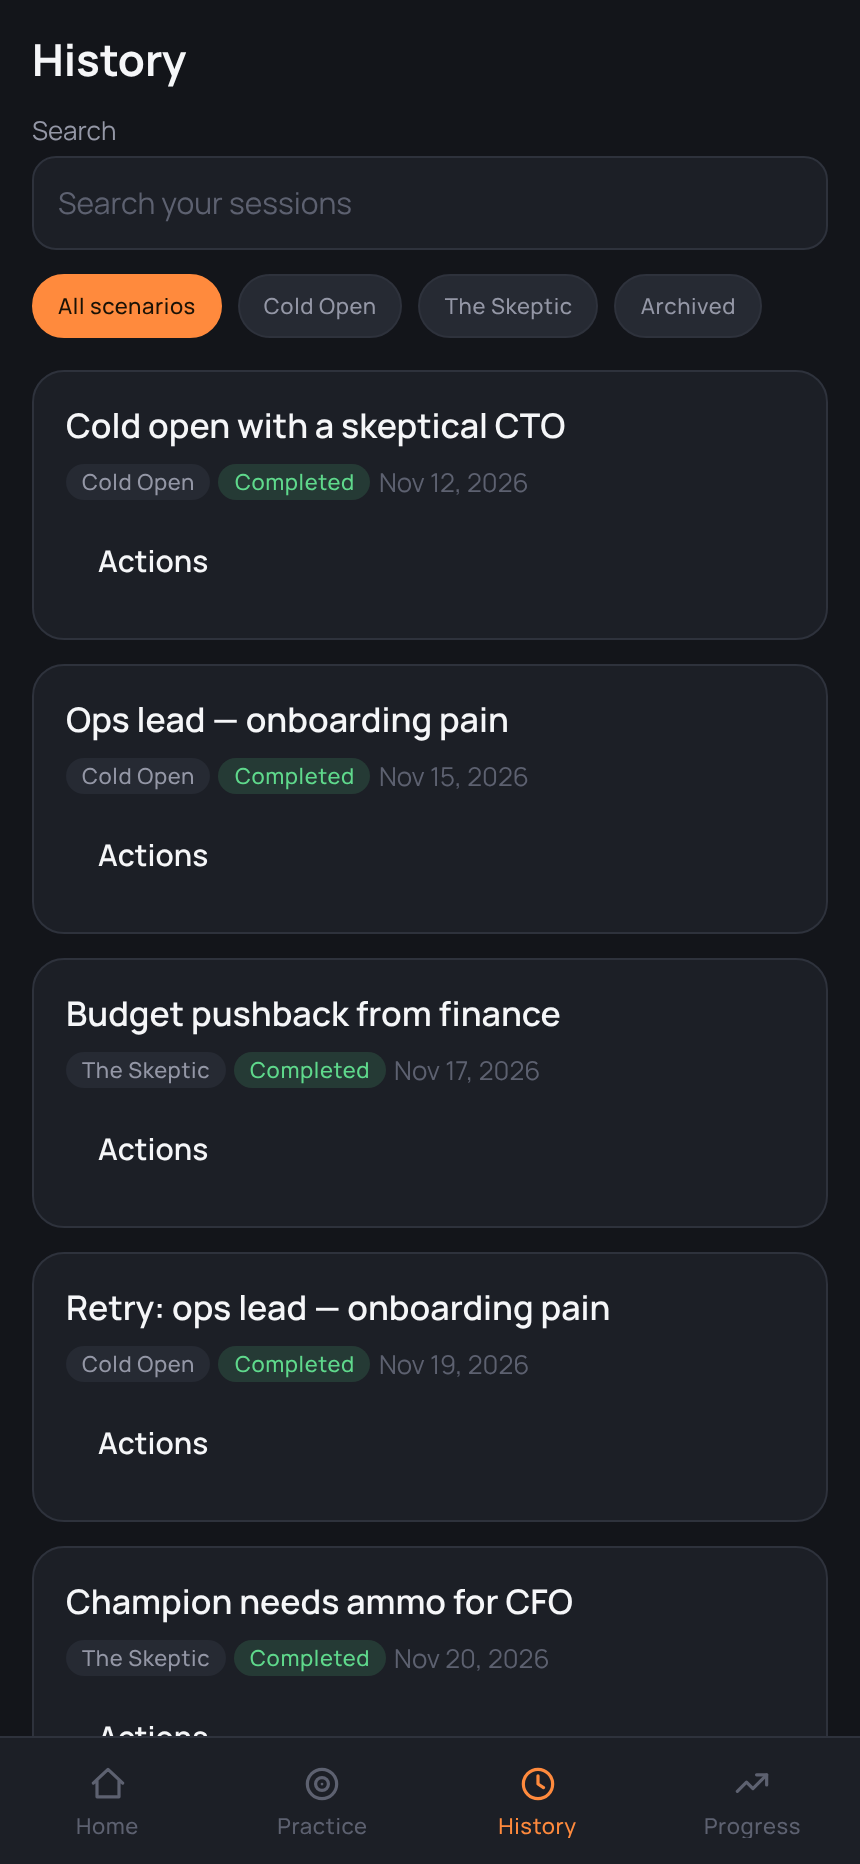 History
Search
Search your sessions
All scenarios Cold Open The Skeptic Archived
Cold open with a skeptical CTO
Cold Open Completed Nov 12, 2026
Actions
Ops lead — onboarding pain
Cold Open Completed Nov 15, 2026
Actions
Budget pushback from finance
The Skeptic Completed Nov 17, 2026
Actions
Retry: ops lead — onboarding pain
Cold Open Completed Nov 19, 2026
Actions
Champion needs ammo for CFO
The Skeptic Completed Nov 20, 2026
Actions
Home Practice History Progress